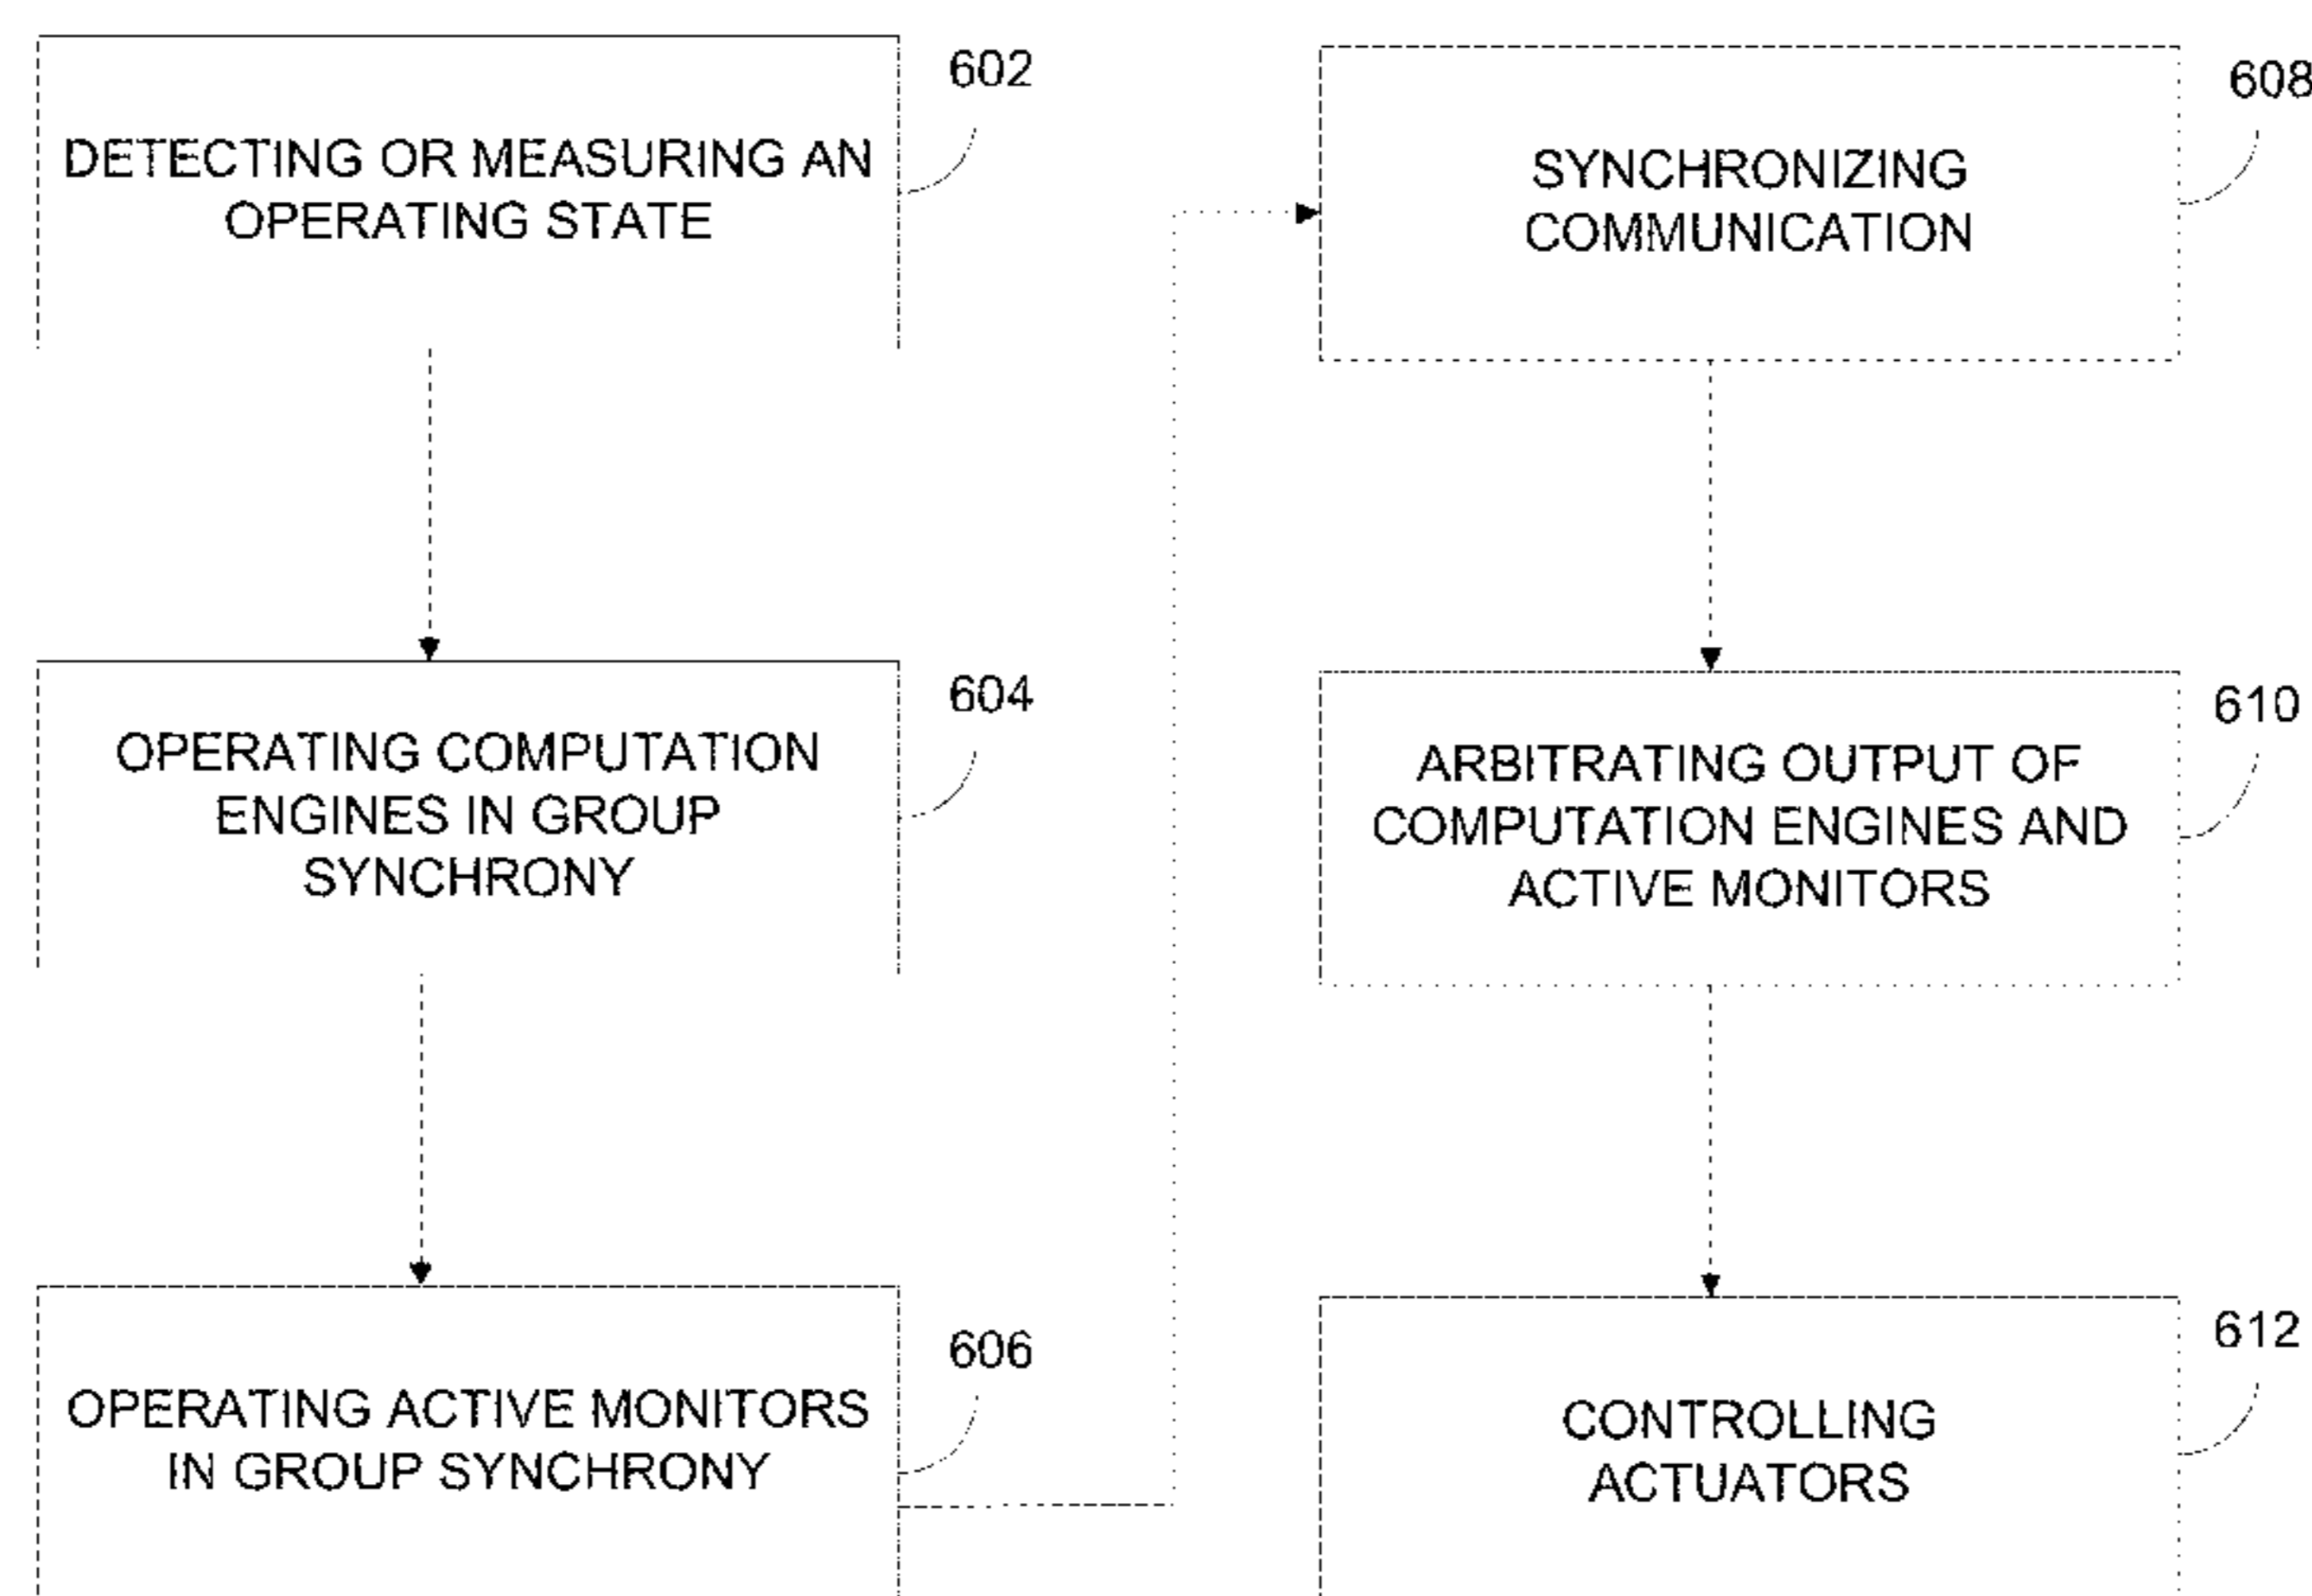 602
DETECTING OR MEASURING AN
OPERATING STATE
604
OPERATING COMPUTATION
ENGINES IN GROUP
SYNCHRONY
606
OPERATING ACTIVE MONITORS
IN GROUP SYNCHRONY
608
SYNCHRONIZING
COMMUNICATION
610
ARBITRATING OUTPUT OF
COMPUTATION ENGINES AND
ACTIVE MONITORS
612
CONTROLLING
ACTUATORS